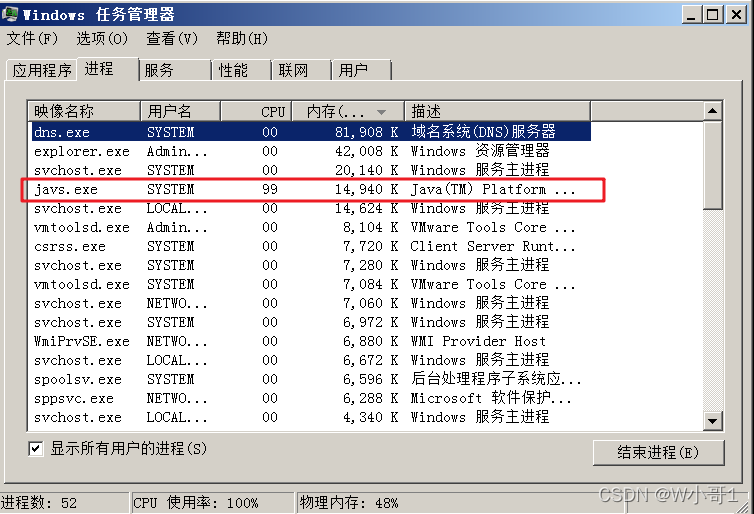 Windows 任务管理器
文件(F) 选项(O) 查看(V) 帮助(H)
应用程序 进程 服务 性能 联网 用户
映像名称 用户名 CPU 内存(... 描述
dns.exe SYSTEM 00 81,908 K 域名系统(DNS)服务器
explorer.exe Admin... 00 42,008 K Windows 资源管理器
svchost.exe SYSTEM 00 20,140 K Windows 服务主进程
javs.exe SYSTEM 99 14,940 K Java(TM) Platform ...
svchost.exe LOCAL... 00 14,624 K Windows 服务主进程
vmtoolsd.exe Admin... 00 8,104 K VMware Tools Core ...
csrss.exe SYSTEM 00 7,720 K Client Server Runt...
svchost.exe SYSTEM 00 7,280 K Windows 服务主进程
vmtoolsd.exe SYSTEM 00 7,084 K VMware Tools Core ...
svchost.exe NETWO... 00 7,060 K Windows 服务主进程
svchost.exe SYSTEM 00 6,972 K Windows 服务主进程
WmiPrvSE.exe NETWO... 00 6,880 K WMI Provider Host
svchost.exe LOCAL... 00 6,672 K Windows 服务主进程
spoolsv.exe SYSTEM 00 6,596 K 后台处理程序子系统应...
sppsvc.exe NETWO... 00 6,288 K Microsoft 软件保护...
svchost.exe LOCAL... 00 4,340 K Windows 服务主进程
显示所有用户的进程(S) 结束进程(E)
进程数: 52 CPU 使用率: 100% 物理内存: 48%
CSDN @W小哥1